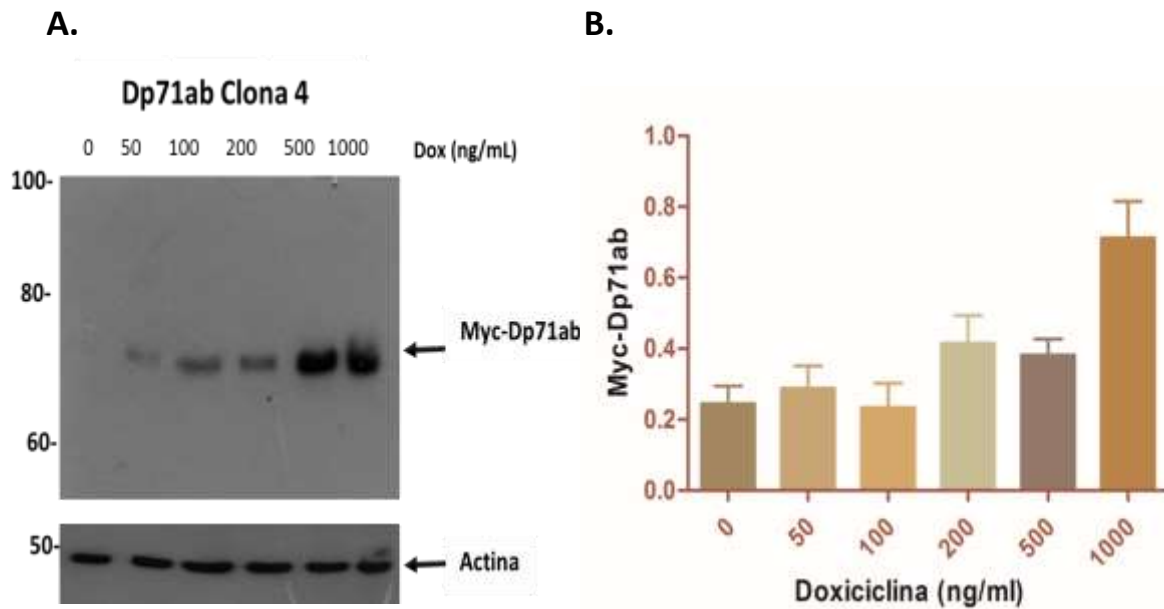 A.
Dp71ab Clona 4
0 50 100 200 500 1000 Dox (ng/mL)
100-
80-
Myc-Dp71ab
60-
50-
Actina
B.
Myc-Dp71ab
1.0
0.8
0.6
0.4
0.2
0.0
0 50 100 200 500 1000
Doxiciclina (ng/ml)